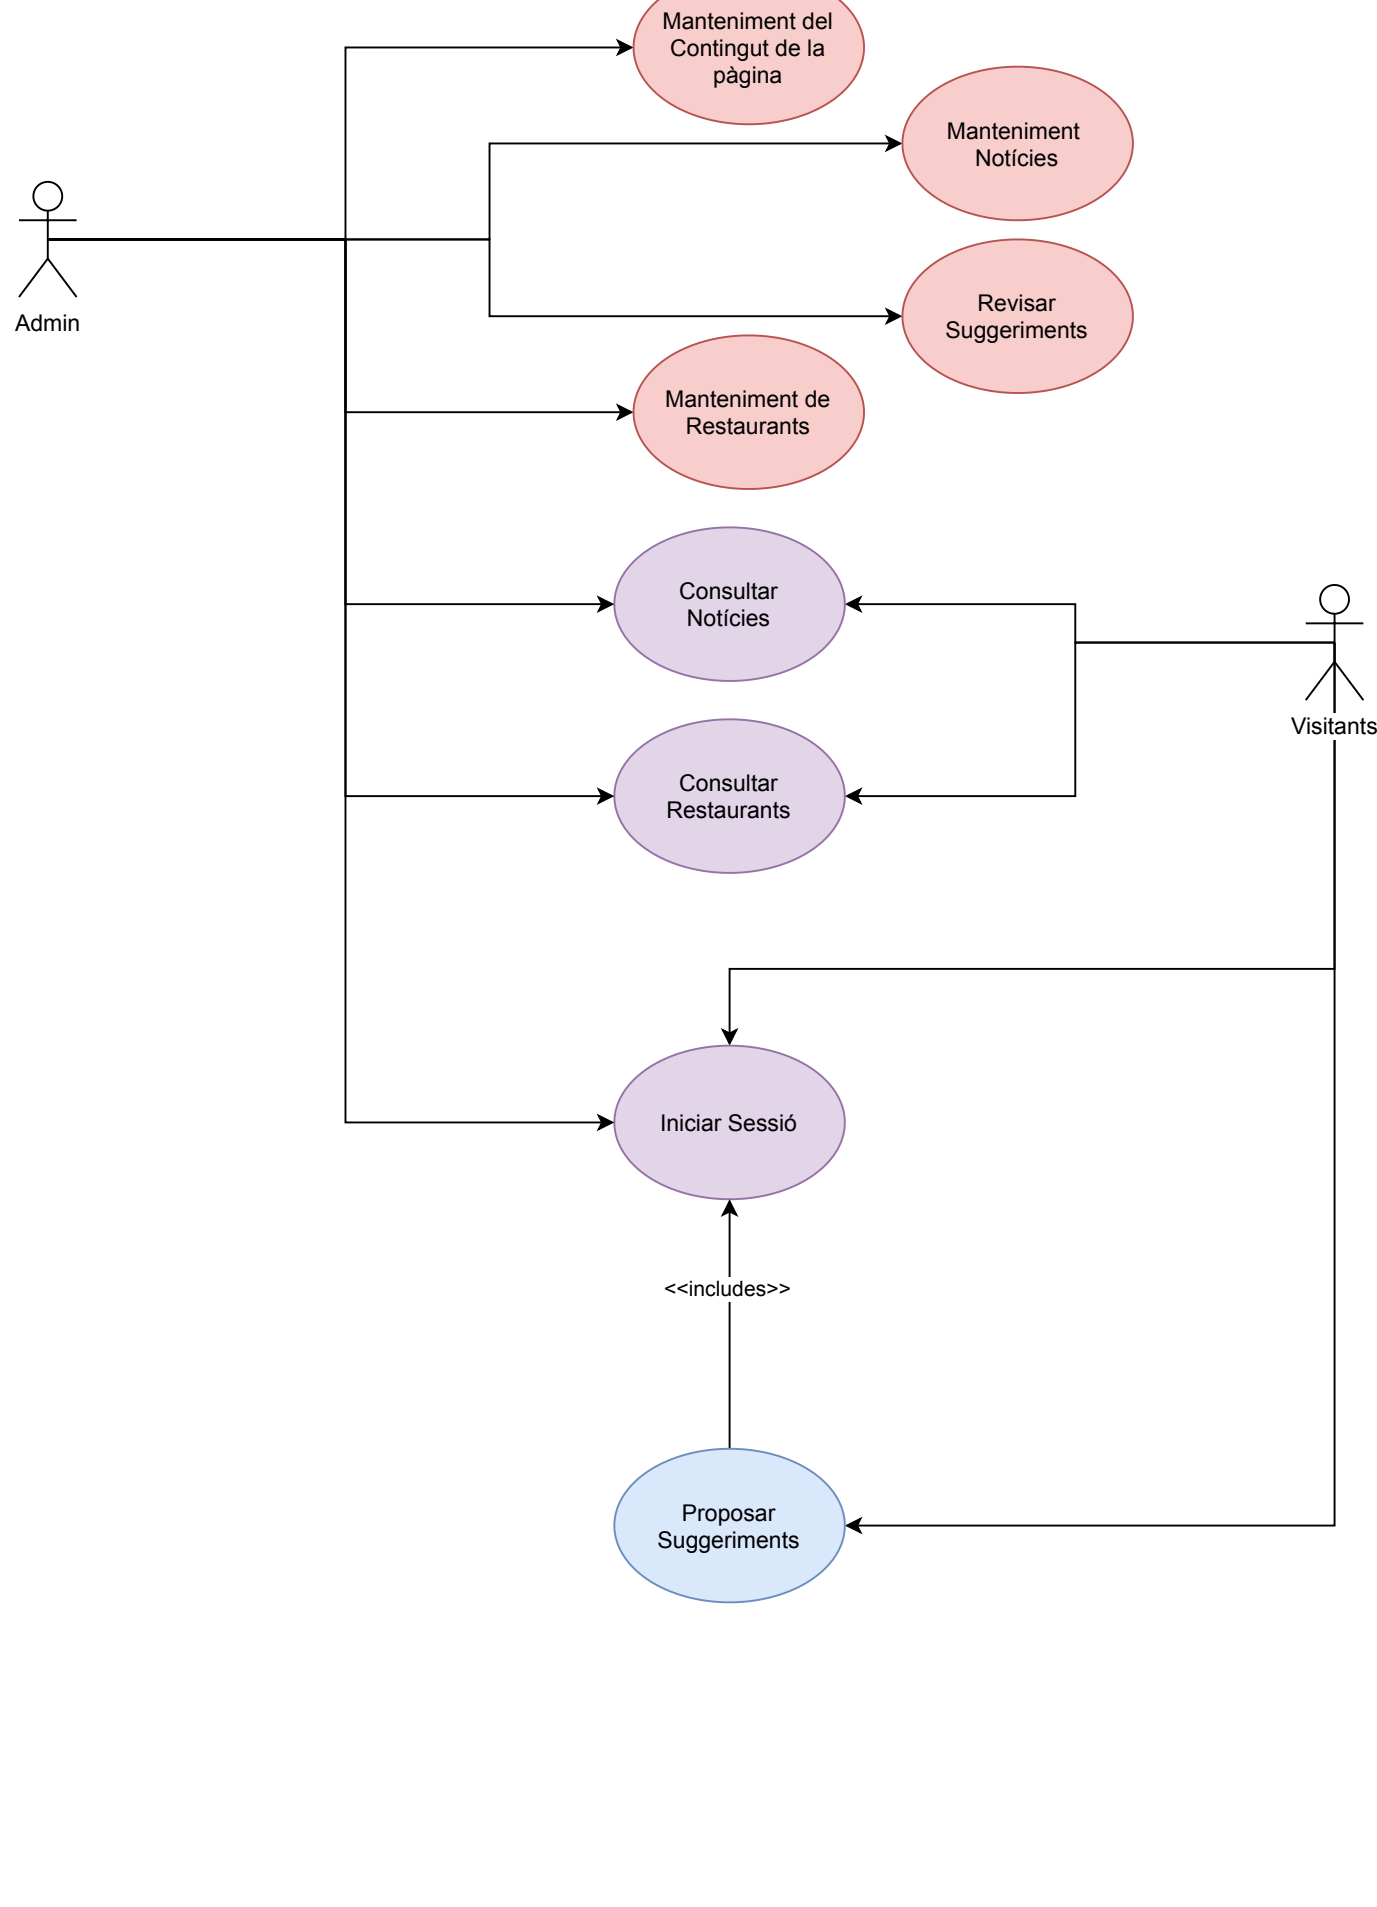 Manteniment del
Contingut de la
pàgina
Manteniment
Notícies
Revisar
Suggeriments
Admin
Manteniment de
Restaurants
Consultar
Notícies
Visitants
Consultar
Restaurants
Iniciar Sessió
<<includes>>
Proposar
Suggeriments